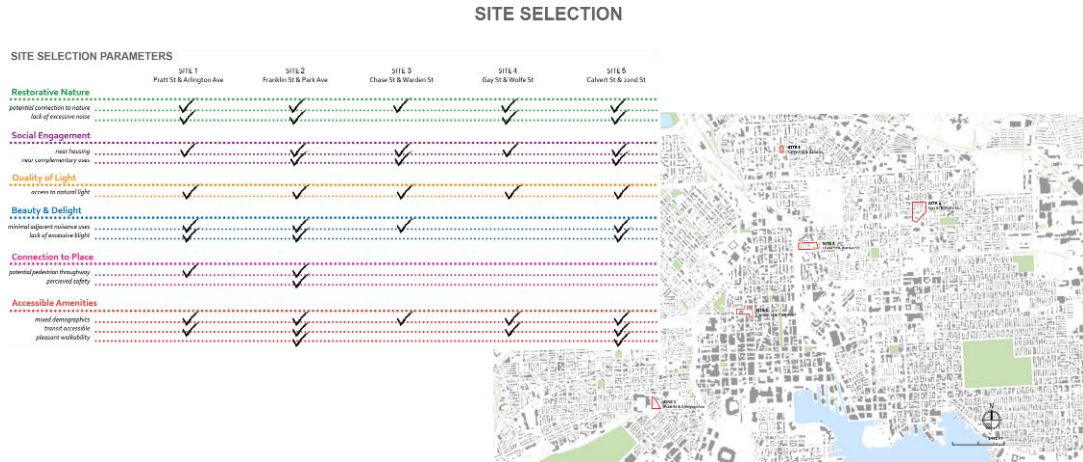 SITE SELECTION
SITE SELECTION PARAMETERS
SITE 1 SITE 2 SITE 3 SITE 4 SITE 5
Pratt St & Arlington Ave Franklin St & Park Ave Chase St & Warden St Gay St & Wolfe St Calvert St & 22nd St
Restorative Nature
potential connection to nature
lack of excessive noise
Social Engagement
near housing
near complementary uses
Quality of Light
access to natural light
Beauty & Delight
minimal adjacent nuisance uses
lack of excessive blight
Connection to Place
potential pedestrian throughway
percieved safety
Accessible Amenities
mixed demographics
transit accessible
pleasant walkability
N